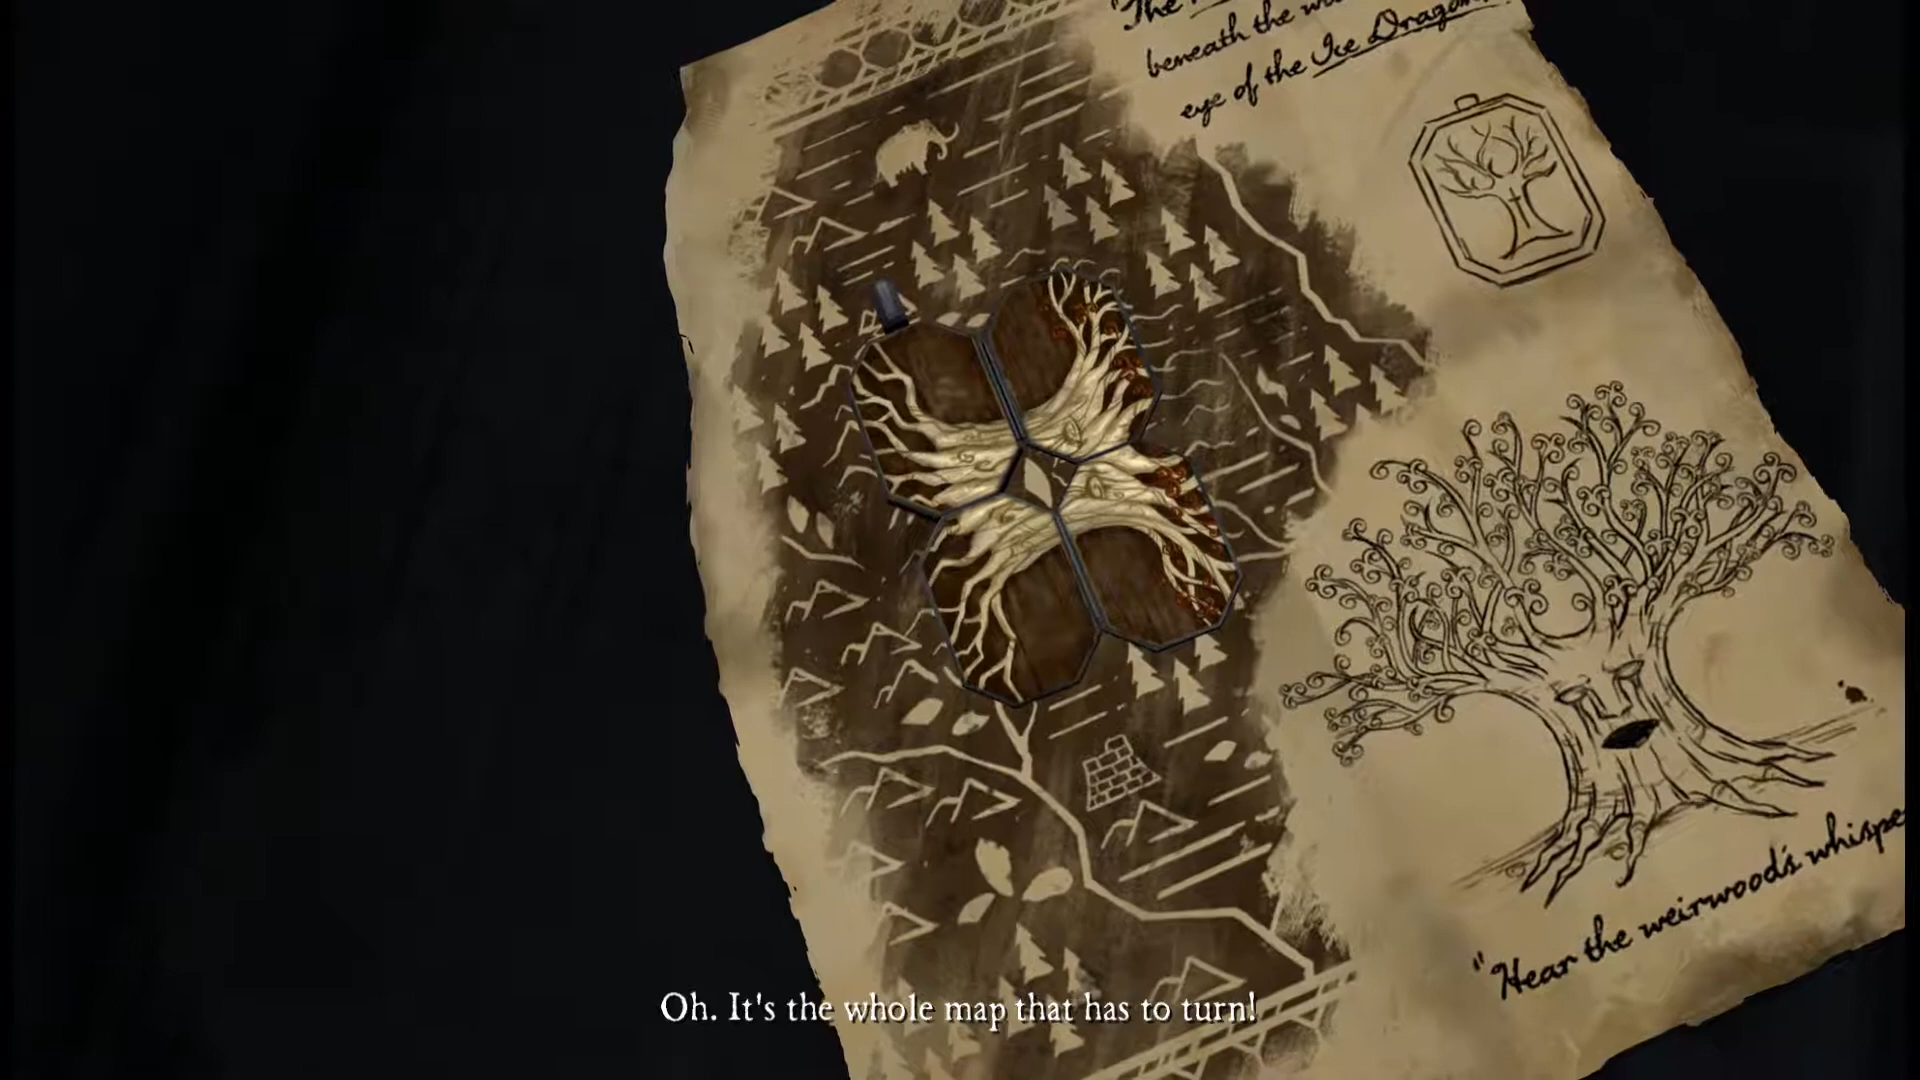 "The
beneath the
eye of the Ice Dragon
"Hear the weirwood's
Oh. It's the whole map that has to turn!